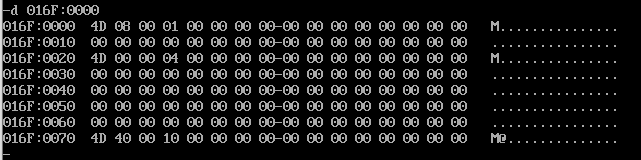 -d 016F:0000
016F:0000  4D 08 00 01 00 00 00 00-00 00 00 00 00 00 00 00   M...............
016F:0010  00 00 00 00 00 00 00 00-00 00 00 00 00 00 00 00   ................
016F:0020  4D 00 00 04 00 00 00 00-00 00 00 00 00 00 00 00   M...............
016F:0030  00 00 00 00 00 00 00 00-00 00 00 00 00 00 00 00   ................
016F:0040  00 00 00 00 00 00 00 00-00 00 00 00 00 00 00 00   ................
016F:0050  00 00 00 00 00 00 00 00-00 00 00 00 00 00 00 00   ................
016F:0060  00 00 00 00 00 00 00 00-00 00 00 00 00 00 00 00   ................
016F:0070  4D 40 00 10 00 00 00 00-00 00 00 00 00 00 00 00   M@..............
-